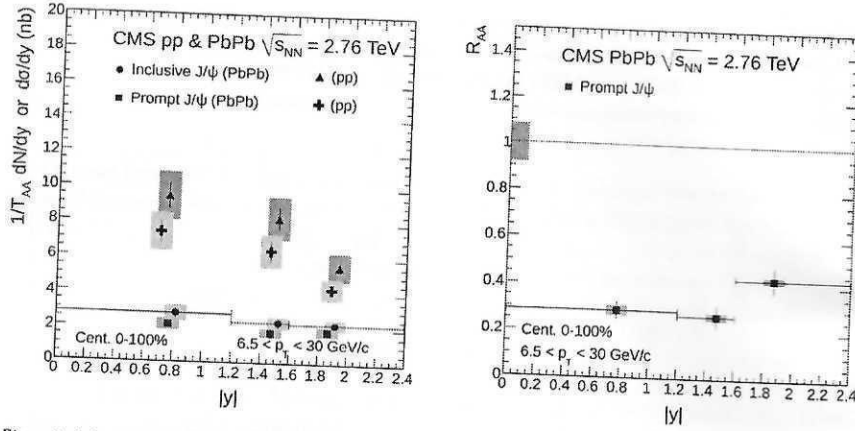 CMS pp & PbPb √sNN = 2.76 TeV
Inclusive J/ψ (PbPb)
(pp)
Prompt J/ψ (PbPb)
(pp)
1/TAA dN/dy or dσ/dy (nb)
20
18
16
14
12
10
8
6
4
2
0
Cent. 0-100%
6.5 < pT < 30 GeV/c
0 0.2 0.4 0.6 0.8 1 1.2 1.4 1.6 1.8 2 2.2 2.4
|y|
CMS PbPb √sNN = 2.76 TeV
Prompt J/ψ
RAA
1.4
1.2
1
0.8
0.6
0.4
0.2
0
Cent. 0-100%
6.5 < pT < 30 GeV/c
0 0.2 0.4 0.6 0.8 1 1.2 1.4 1.6 1.8 2 2.2 2.4
|y|